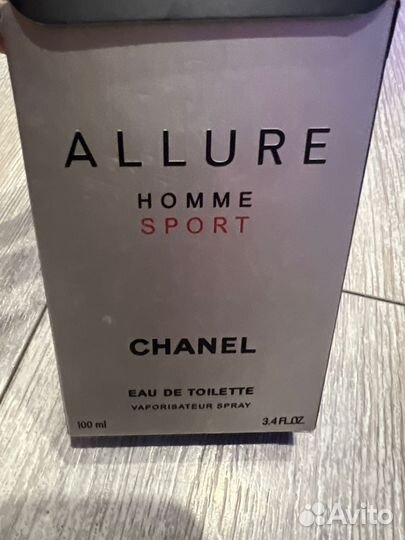 ALLURE
HOMME
SPORT
CHANEL
EAU DE TOILETTE
VAPORISATEUR SPRAY
100 ml 3.4 FL.OZ.
Avito